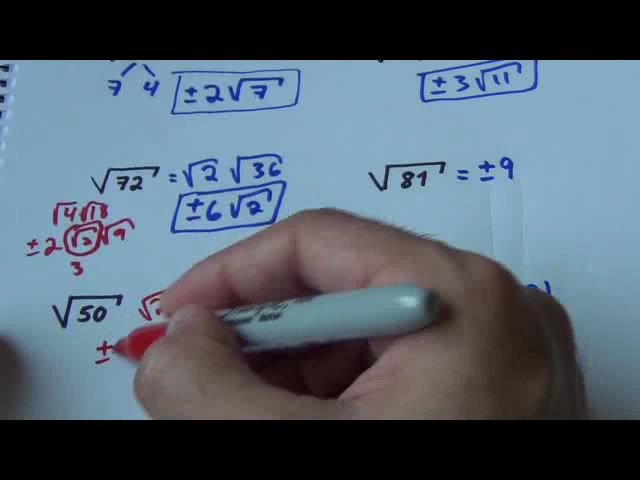 7 4 ±2√7
±3√11
√72 = √2 √36
±6√2
√4√18
±2√2√9
3
√81 = ±9
√50
±